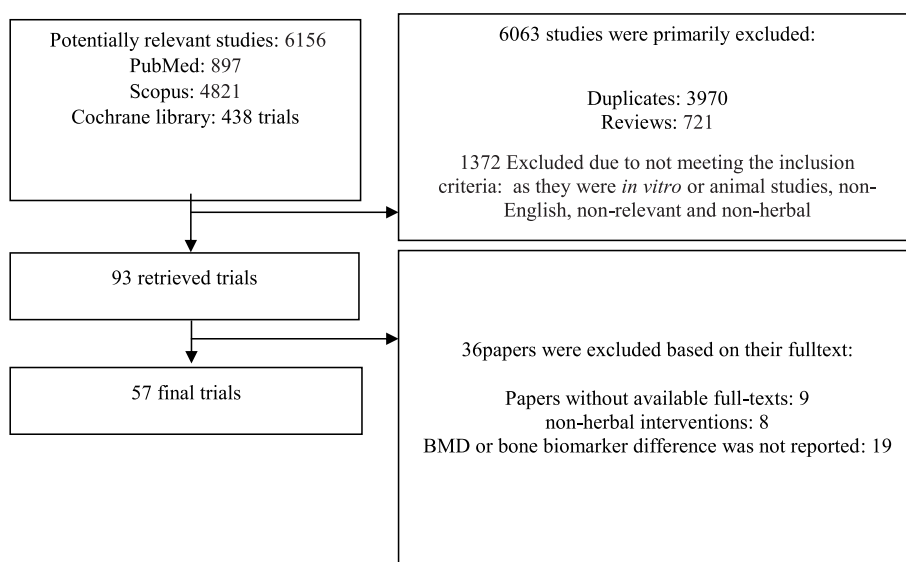 Potentially relevant studies: 6156
PubMed: 897
Scopus: 4821
Cochrane library: 438 trials
6063 studies were primarily excluded:
Duplicates: 3970
Reviews: 721
1372 Excluded due to not meeting the inclusion
criteria:  as they were in vitro or animal studies, non-
English, non-relevant and non-herbal
93 retrieved trials
36papers were excluded based on their fulltext:
Papers without available full-texts: 9
non-herbal interventions: 8
BMD or bone biomarker difference was not reported: 19
57 final trials